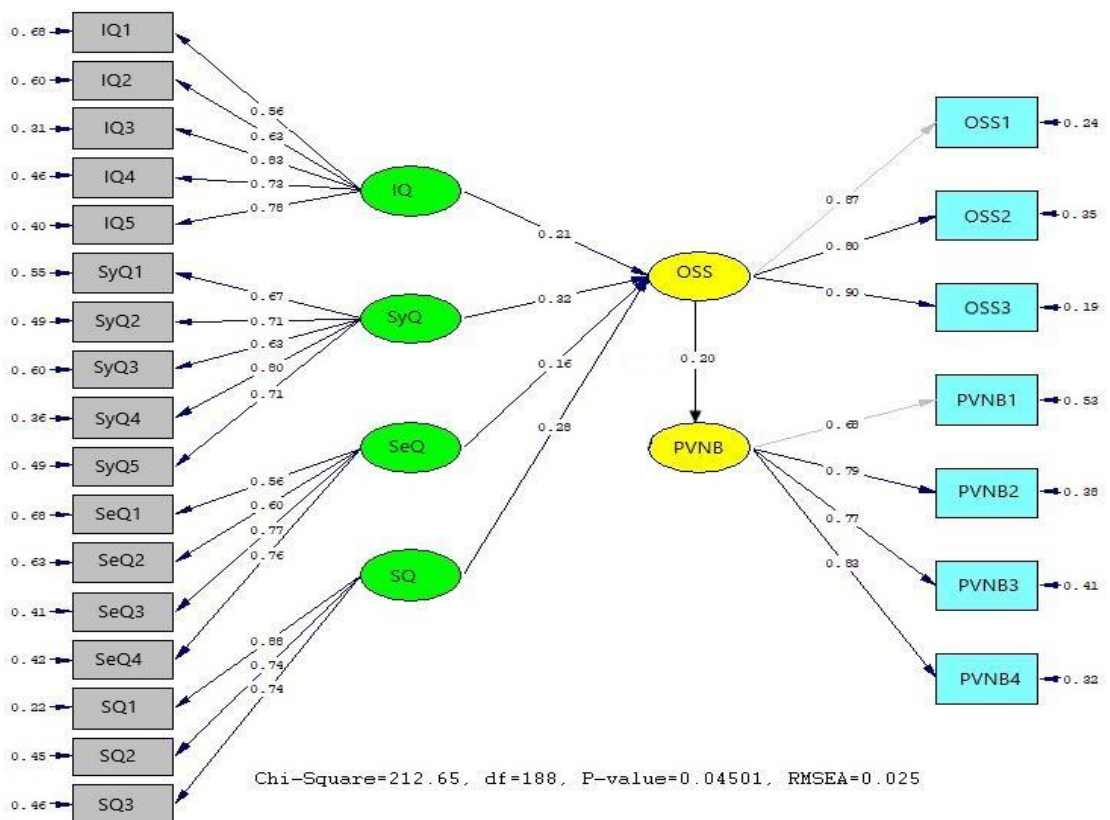 0.68 IQ1
0.60 IQ2
0.31 IQ3
0.46 IQ4
0.40 IQ5
0.55 SyQ1
0.49 SyQ2
0.60 SyQ3
0.36 SyQ4
0.49 SyQ5
0.68 SeQ1
0.63 SeQ2
0.41 SeQ3
0.42 SeQ4
0.22 SQ1
0.45 SQ2
0.46 SQ3
0.56
0.63
0.83
0.73
0.78
0.67
0.71
0.63
0.80
0.71
0.56
0.60
0.77
0.76
0.88
0.74
0.74
IQ
SyQ
SeQ
SQ
0.21
0.32
0.16
0.28
OSS
0.20
PVNB
0.87
0.80
0.90
0.68
0.79
0.77
0.83
OSS1 0.24
OSS2 0.35
OSS3 0.19
PVNB1 0.53
PVNB2 0.38
PVNB3 0.41
PVNB4 0.32
Chi-Square=212.65, df=188, P-value=0.04501, RMSEA=0.025